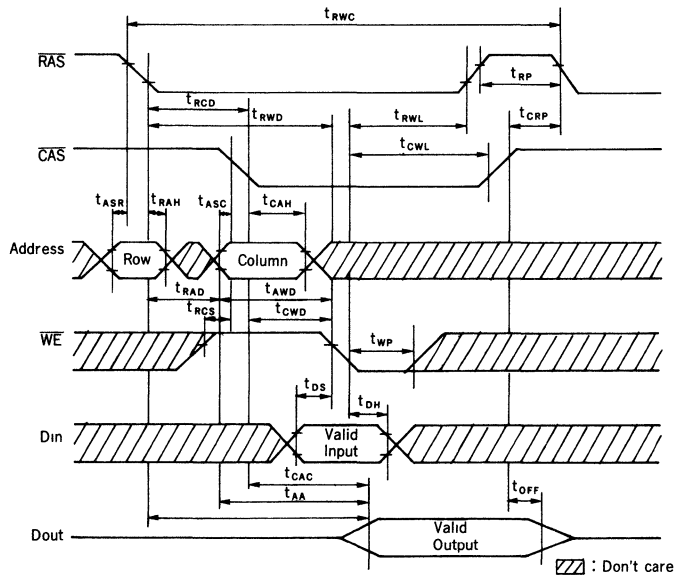 tRWC
RAS
tRP
tRCD
tRWD
tRWL
tCRP
CAS
tCWL
tASR
tRAH
tASC
tCAH
Address
Row
Column
tRAD
tAWD
tRCS
tCWD
WE
tWP
tDS
tDH
Din
Valid
Input
tCAC
tAA
tOFF
Dout
Valid
Output
: Don't care